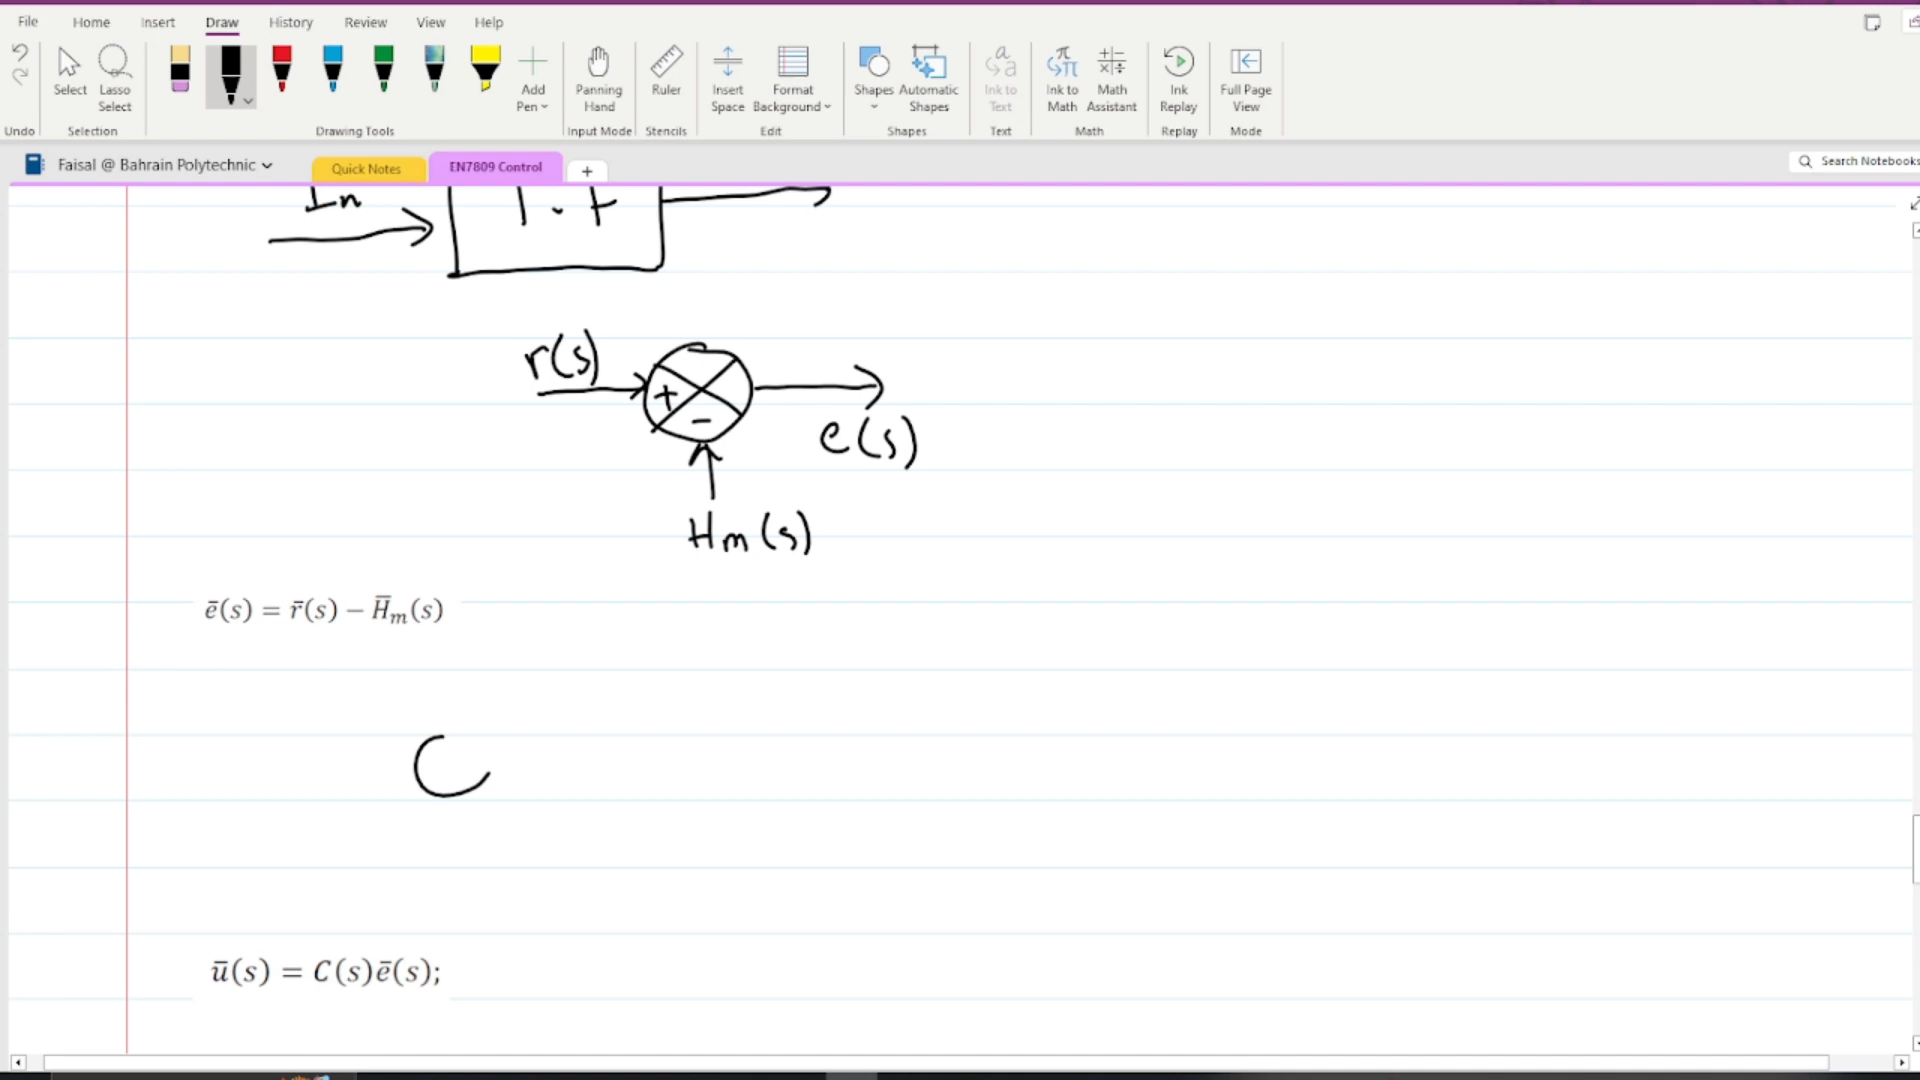 File Home Insert Draw History Review View Help
Select Lasso Select Add Pen Panning Hand Ruler Insert Space Format Background Shapes Automatic Shapes Ink to Text Ink to Math Math Assistant Ink Replay Full Page View
Undo Selection Drawing Tools Input Mode Stencils Edit Shapes Text Math Replay Mode
Faisal @ Bahrain Polytechnic Quick Notes EN7809 Control + Search Notebooks
In
T.F
r(s)
+
−
e(s)
Hm(s)
ē(s) = r̄(s) − H̄ₘ(s)
C
ū(s) = C(s)ē(s);